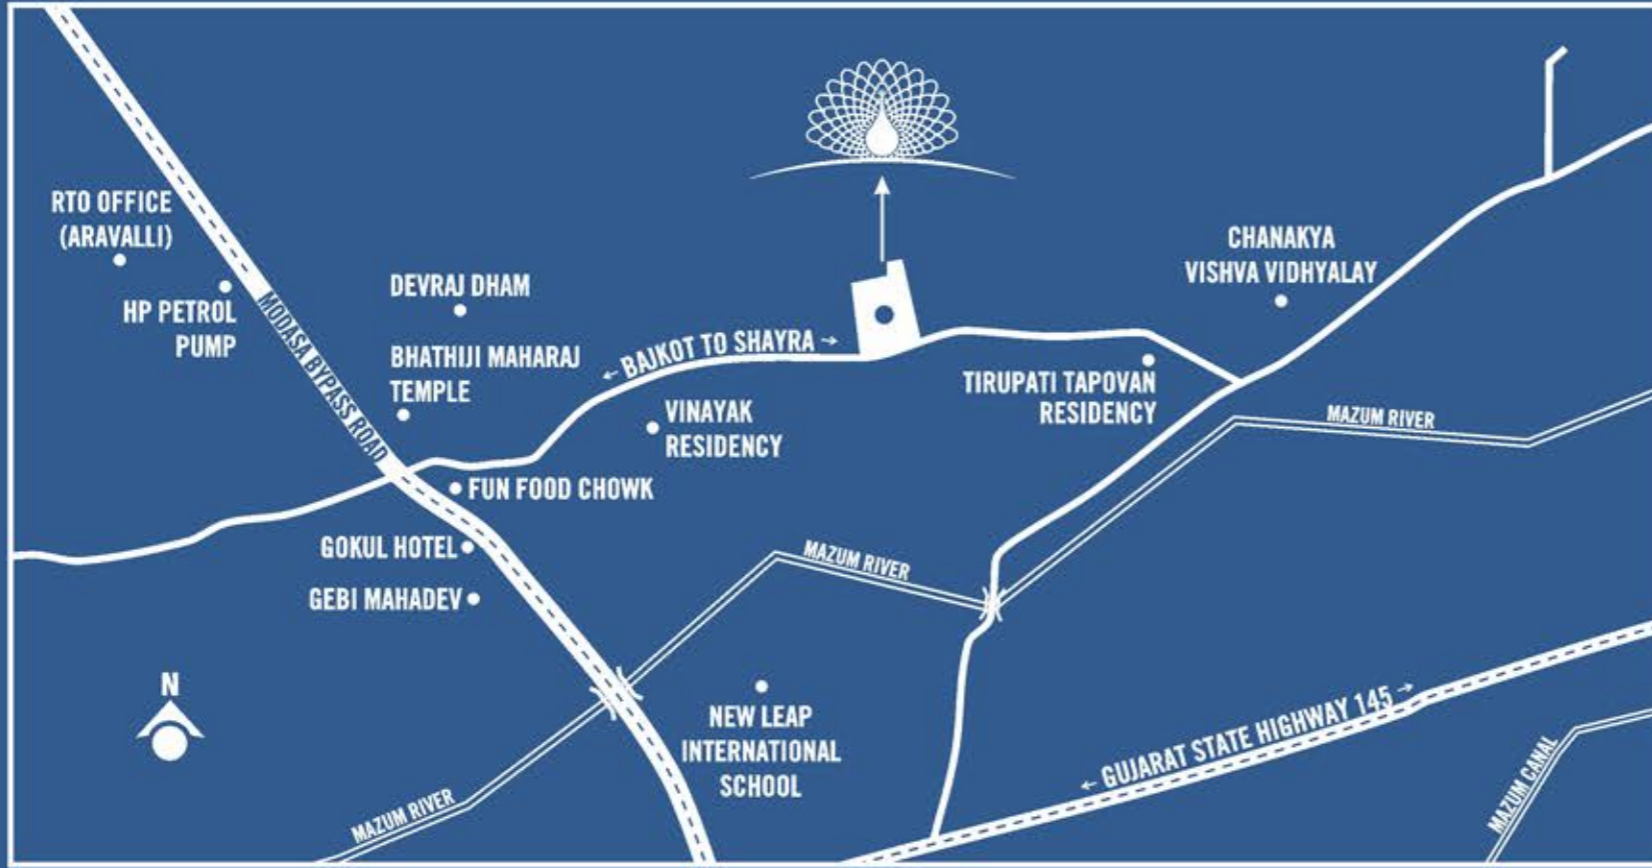 RTO OFFICE
(ARAVALLI)
HP PETROL
PUMP
MODASA BYPASS ROAD
DEVRAJ DHAM
BHATHIJI MAHARAJ
TEMPLE
← BAJKOT TO SHAYRA →
VINAYAK
RESIDENCY
CHANAKYA
VISHVA VIDHYALAY
TIRUPATI TAPOVAN
RESIDENCY
MAZUM RIVER
FUN FOOD CHOWK
GOKUL HOTEL
GEBI MAHADEV
MAZUM RIVER
N
NEW LEAP
INTERNATIONAL
SCHOOL
MAZUM RIVER
← GUJARAT STATE HIGHWAY 145 →
MAZUM CANAL